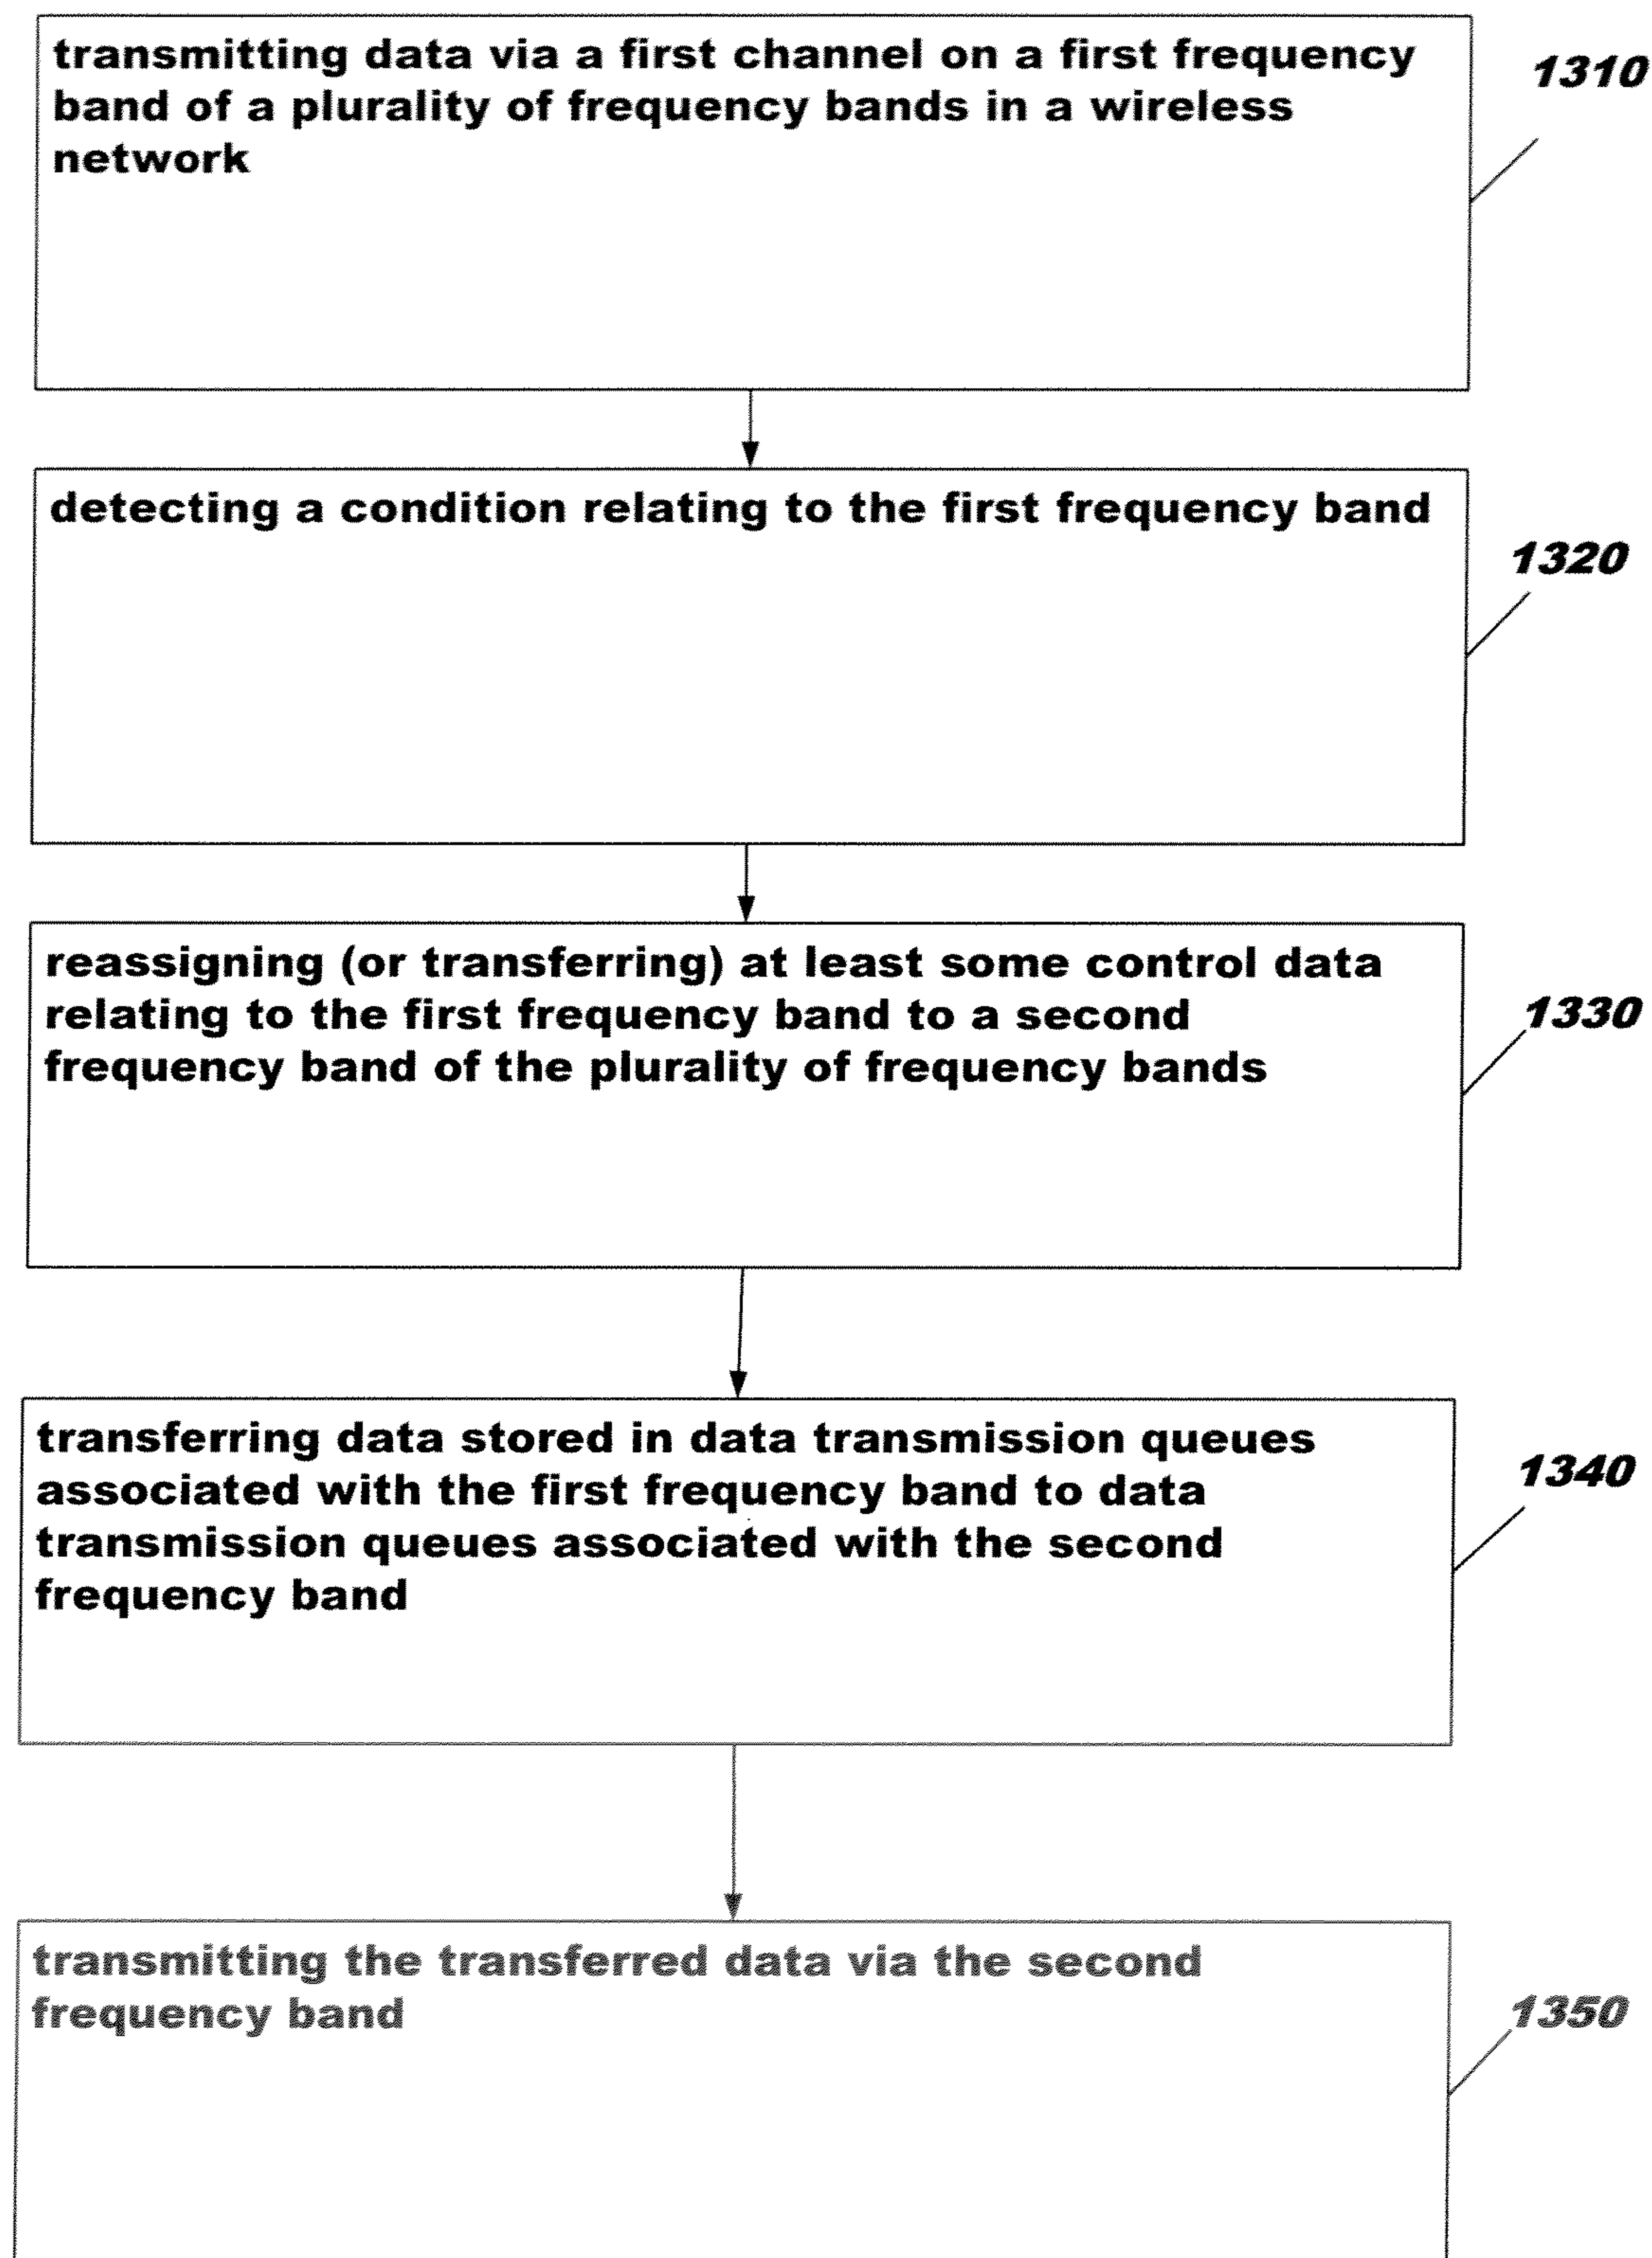 transmitting data via a first channel on a first frequency
band of a plurality of frequency bands in a wireless
network
1310
detecting a condition relating to the first frequency band
1320
reassigning (or transferring) at least some control data
relating to the first frequency band to a second
frequency band of the plurality of frequency bands
1330
transferring data stored in data transmission queues
associated with the first frequency band to data
transmission queues associated with the second
frequency band
1340
transmitting the transferred data via the second
frequency band
1350